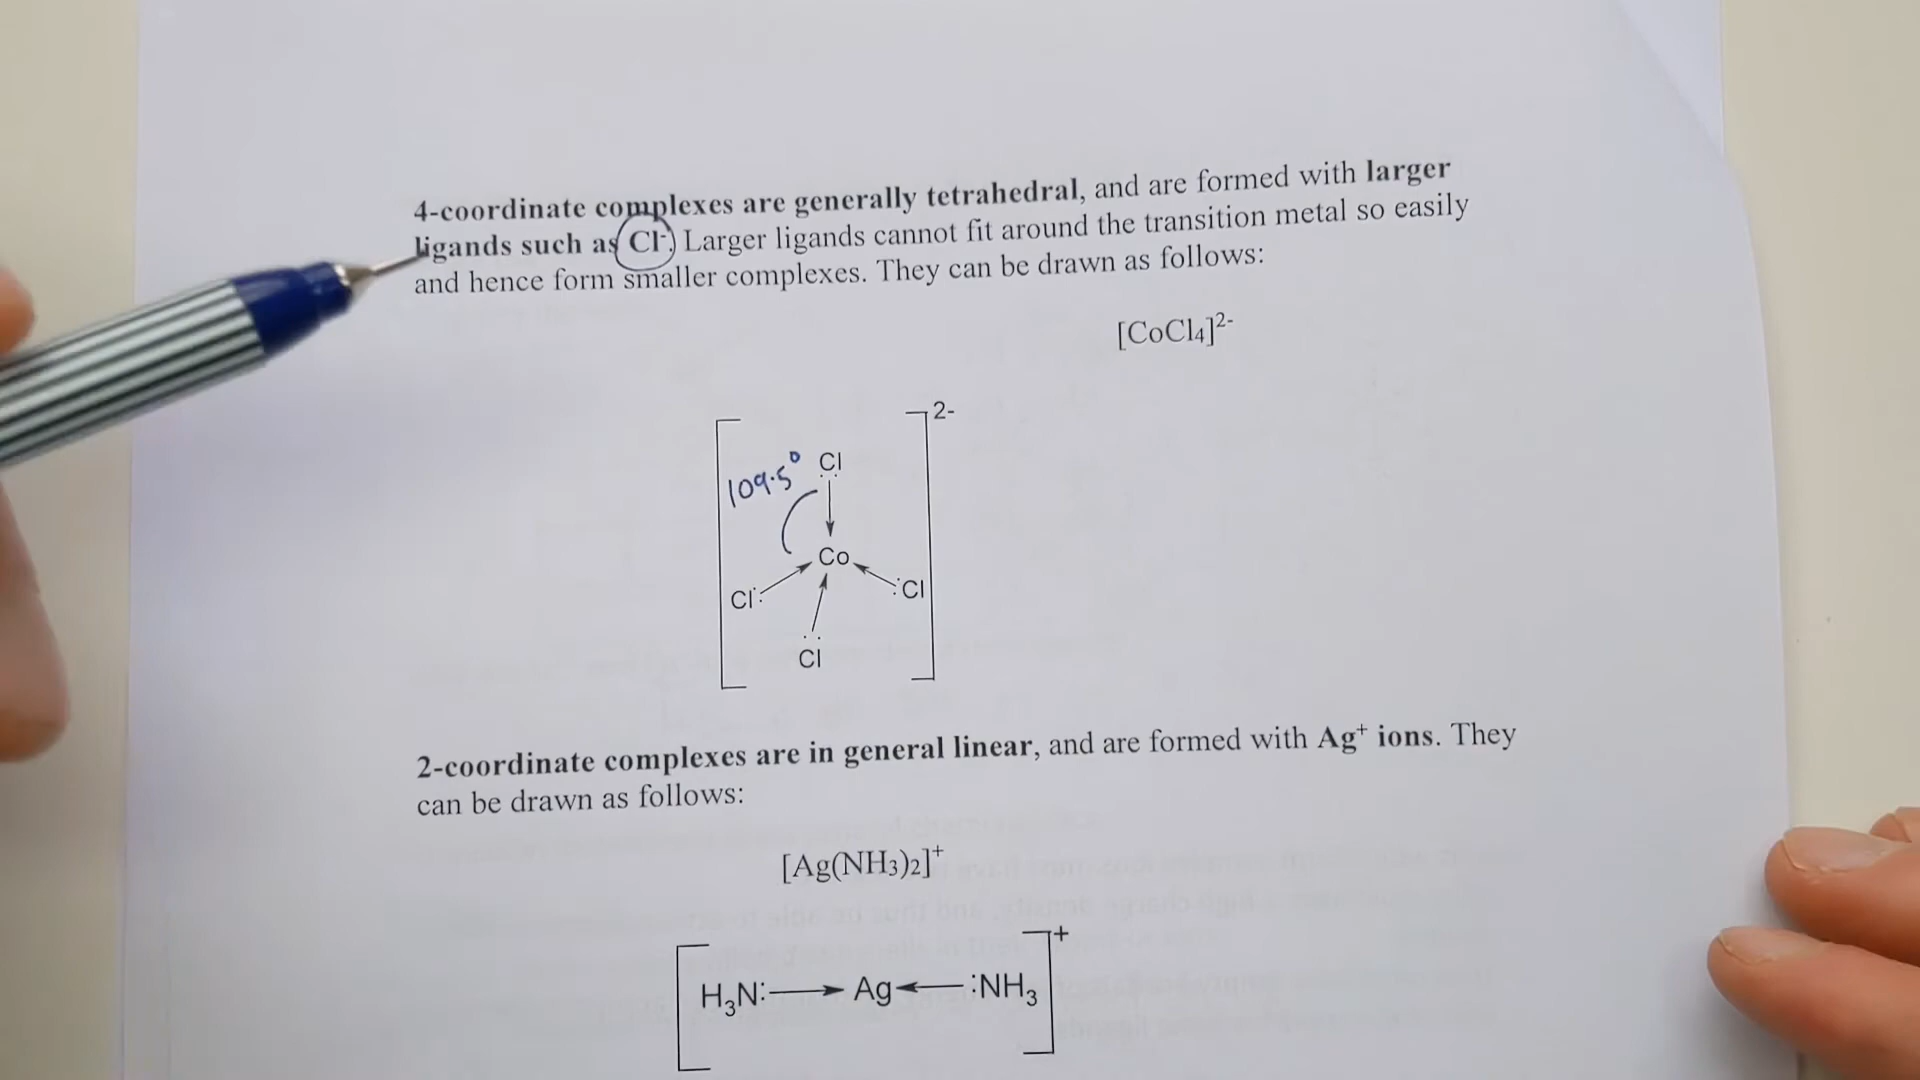 4-coordinate complexes are generally tetrahedral, and are formed with larger
ligands such as Cl⁻. Larger ligands cannot fit around the transition metal so easily
and hence form smaller complexes. They can be drawn as follows:
[CoCl₄]²⁻
2-
109.5° Cl
Co
Cl Cl
Cl
2-coordinate complexes are in general linear, and are formed with Ag⁺ ions. They
can be drawn as follows:
[Ag(NH₃)₂]⁺
+
H₃N: Ag :NH₃